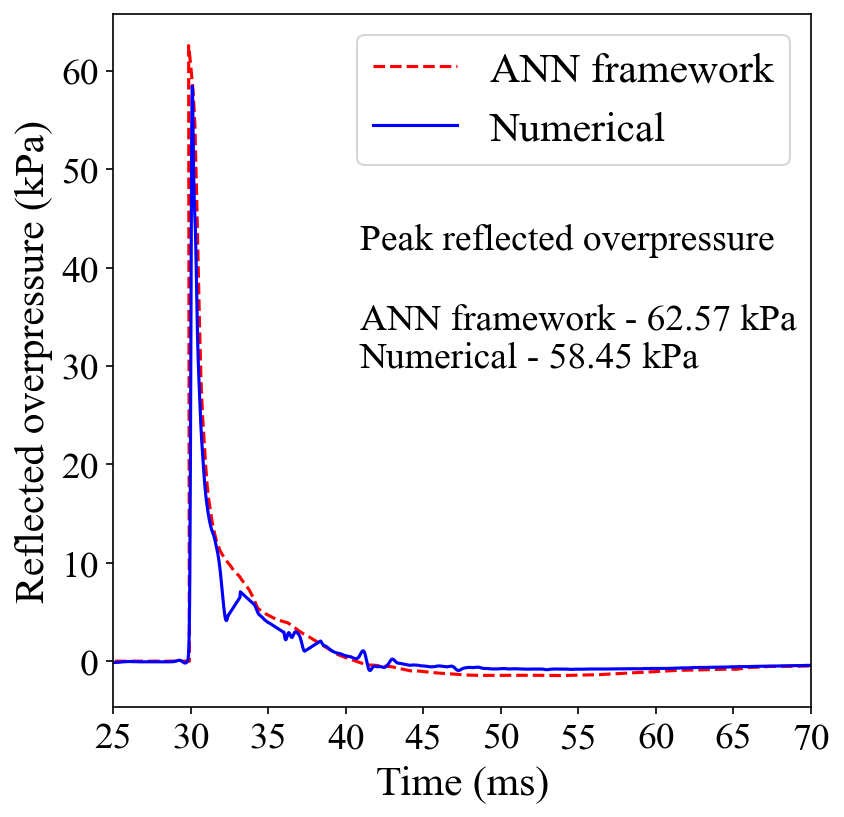 ANN framework
Numerical
Peak reflected overpressure
ANN framework - 62.57 kPa
Numerical - 58.45 kPa
Reflected overpressure (kPa)
60
50
40
30
20
10
0
25 30 35 40 45 50 55 60 65 70
Time (ms)